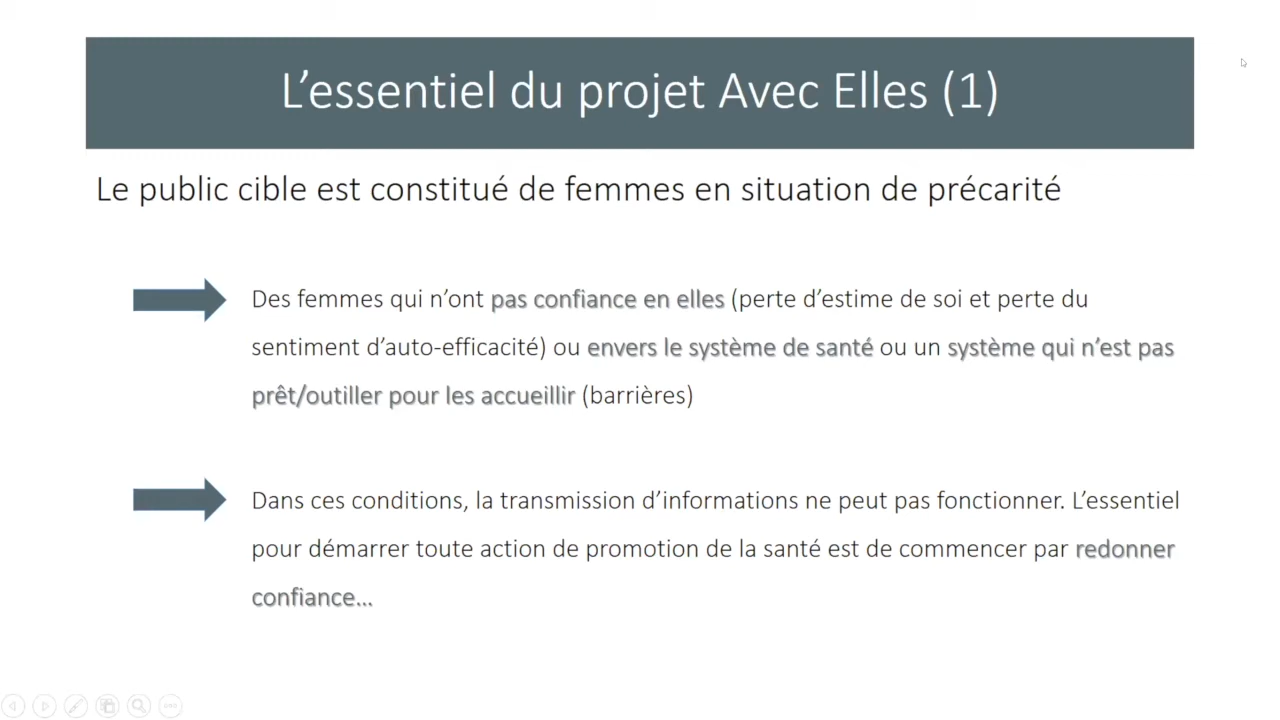 L’essentiel du projet Avec Elles (1)
Le public cible est constitué de femmes en situation de précarité
Des femmes qui n’ont pas confiance en elles (perte d’estime de soi et perte du
sentiment d’auto-efficacité) ou envers le système de santé ou un système qui n’est pas
prêt/outiller pour les accueillir (barrières)
Dans ces conditions, la transmission d’informations ne peut pas fonctionner. L’essentiel
pour démarrer toute action de promotion de la santé est de commencer par redonner
confiance…